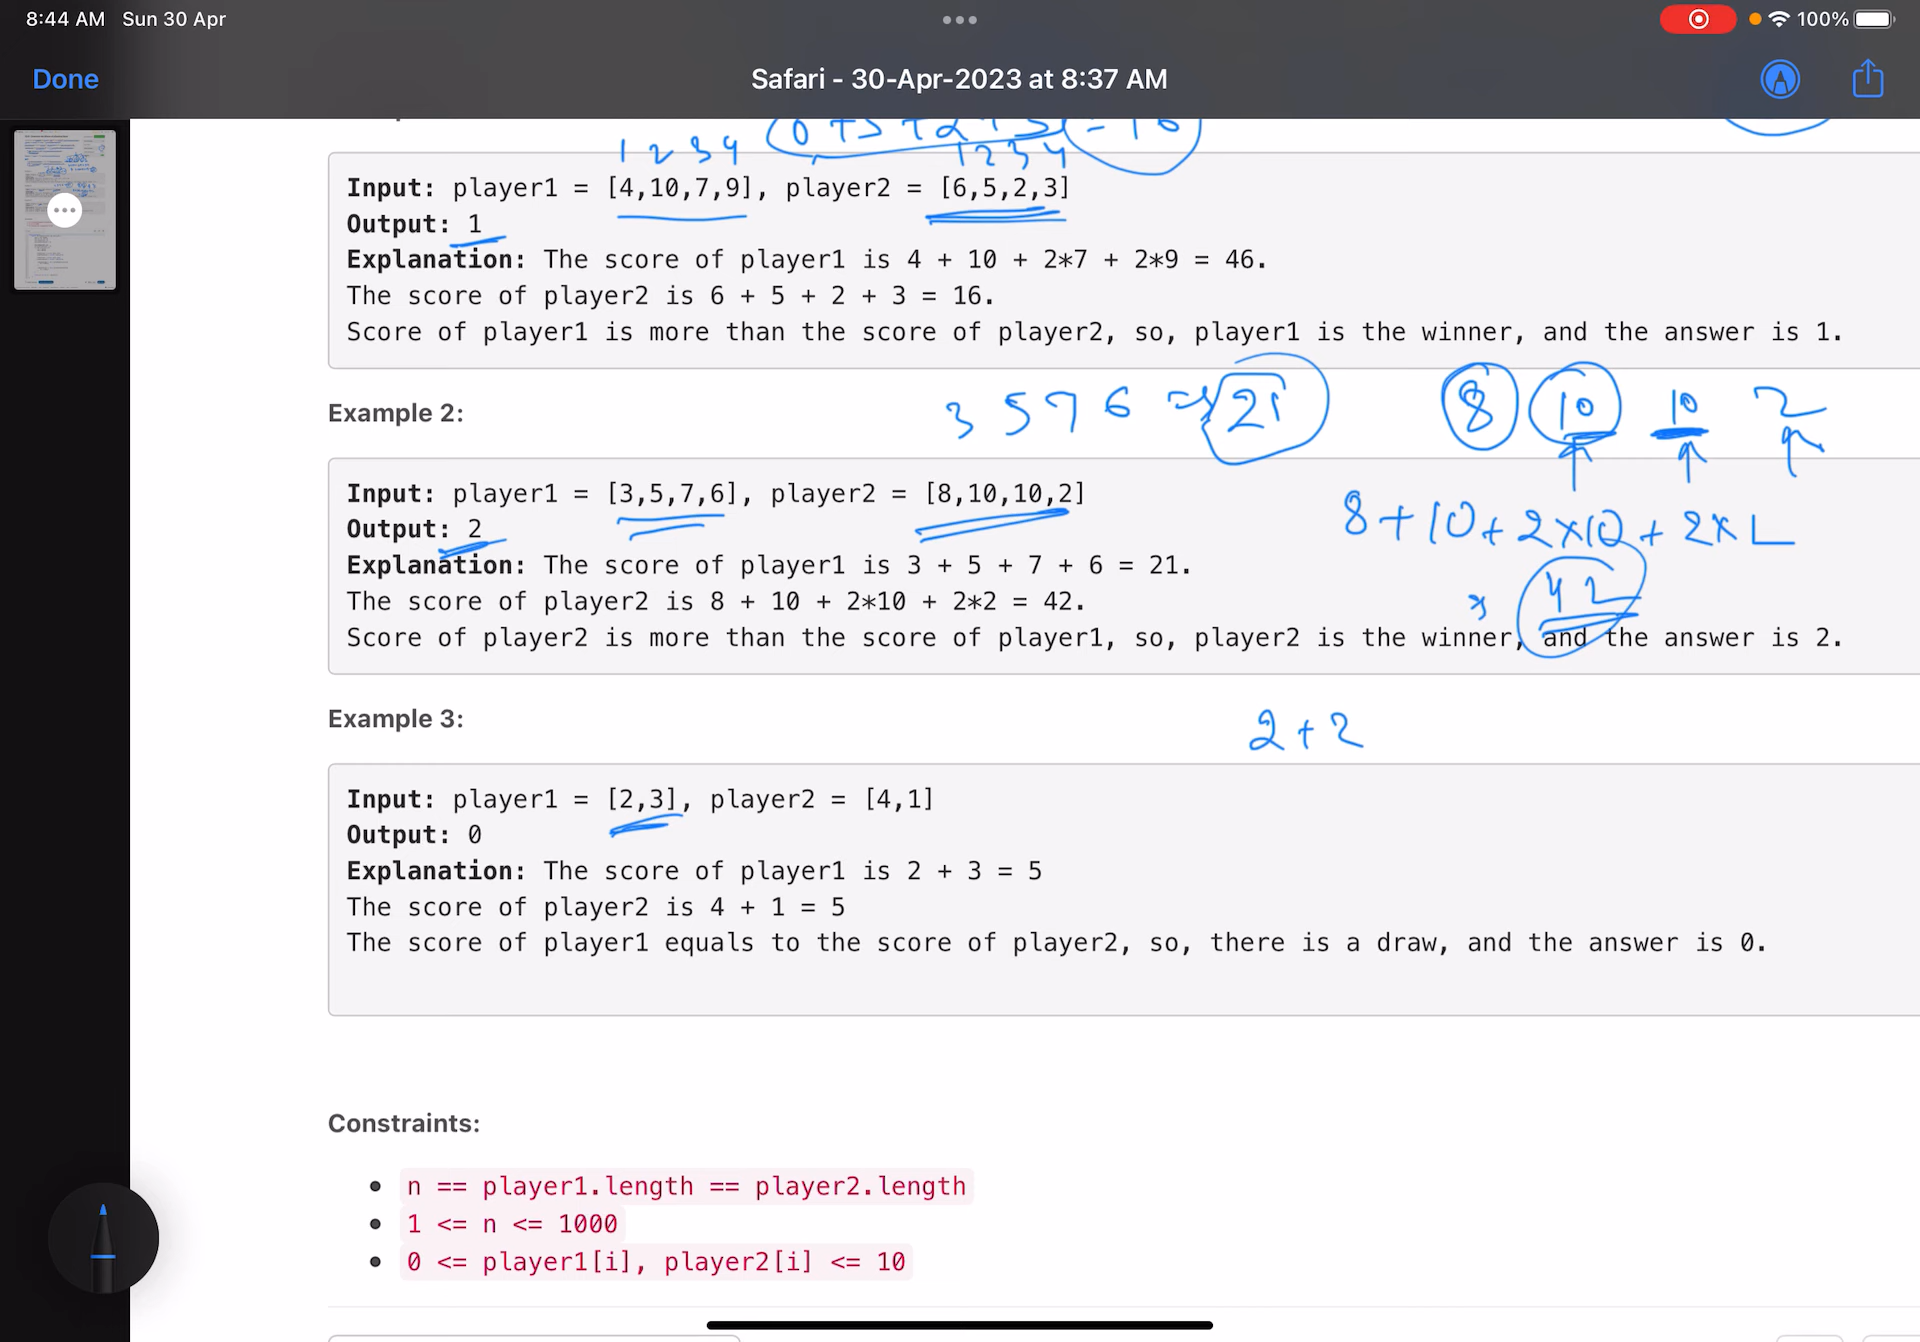 8:44 AM Sun 30 Apr
100%
Done
Safari - 30-Apr-2023 at 8:37 AM
1 2 3 4
1 2 3 4
Input: player1 = [4,10,7,9], player2 = [6,5,2,3]
Output: 1
Explanation: The score of player1 is 4 + 10 + 2*7 + 2*9 = 46.
The score of player2 is 6 + 5 + 2 + 3 = 16.
Score of player1 is more than the score of player2, so, player1 is the winner, and the answer is 1.
Example 2:
3 5 7 6 => 21
8 10 10 2
Input: player1 = [3,5,7,6], player2 = [8,10,10,2]
8+10+2×10+2×
Output: 2
Explanation: The score of player1 is 3 + 5 + 7 + 6 = 21.
The score of player2 is 8 + 10 + 2*10 + 2*2 = 42.
42
Score of player2 is more than the score of player1, so, player2 is the winner, and the answer is 2.
Example 3:
2+2
Input: player1 = [2,3], player2 = [4,1]
Output: 0
Explanation: The score of player1 is 2 + 3 = 5
The score of player2 is 4 + 1 = 5
The score of player1 equals to the score of player2, so, there is a draw, and the answer is 0.
Constraints:
n == player1.length == player2.length
1 <= n <= 1000
0 <= player1[i], player2[i] <= 10